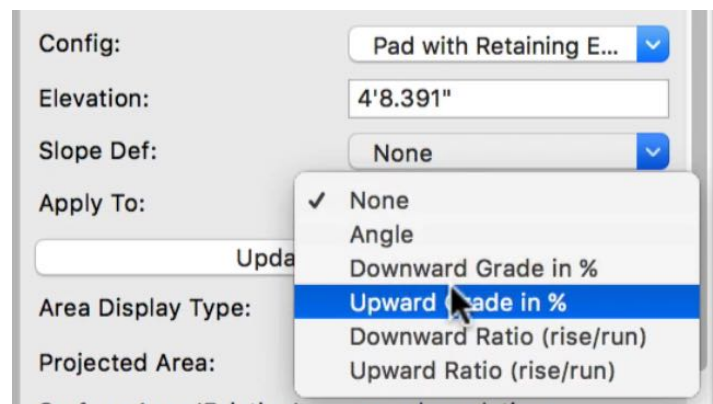 Config: Pad with Retaining E...
Elevation: 4'8.391"
Slope Def: None
Apply To: ✓ None
Angle
Upda
Downward Grade in %
Area Display Type: Upward Grade in %
Downward Ratio (rise/run)
Projected Area:
Upward Ratio (rise/run)